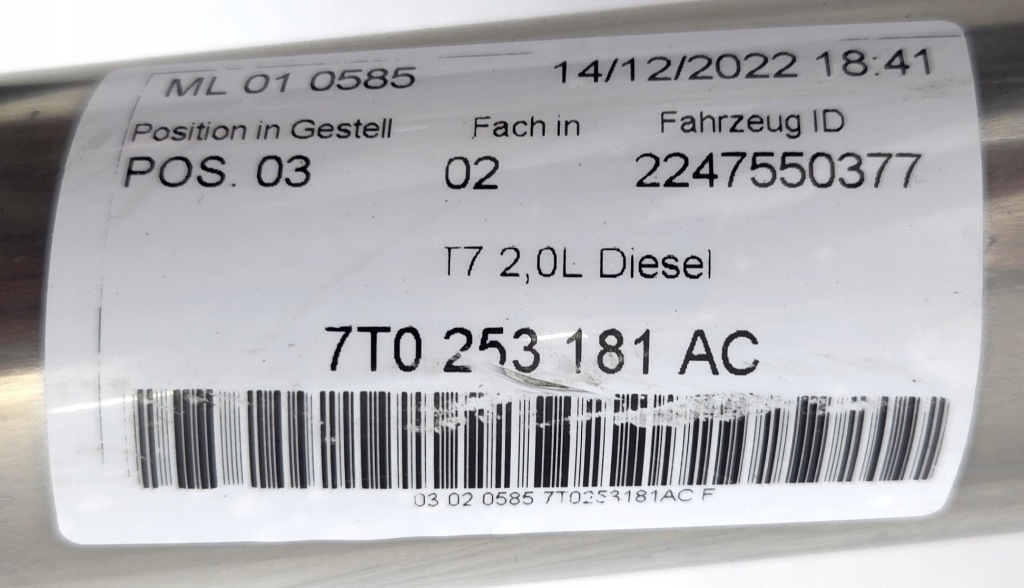 ML 01 0585 14/12/2022 18:41
Position in Gestell Fach in Fahrzeug ID
POS. 03 02 2247550377
T7 2,0L Diesel
7T0 253 181 AC
03 02 0585 7T0253181AC F